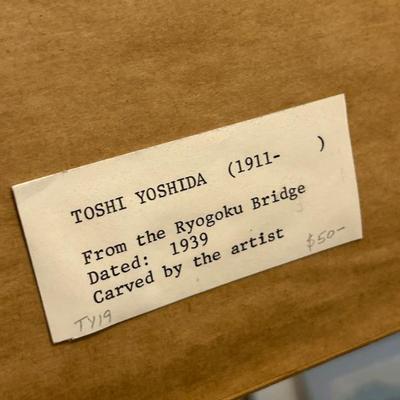 TOSHI YOSHIDA (1911-    )
From the Ryogoku Bridge
Dated: 1939
Carved by the artist
$50-
TY19